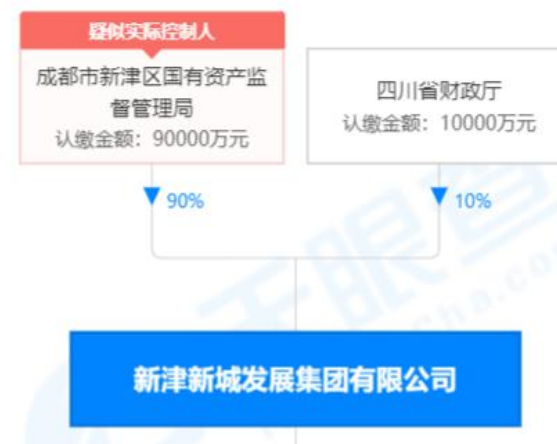 疑似实际控制人
成都市新津区国有资产监
督管理局
认缴金额：90000万元
四川省财政厅
认缴金额：10000万元
90%
10%
新津新城发展集团有限公司
天眼查